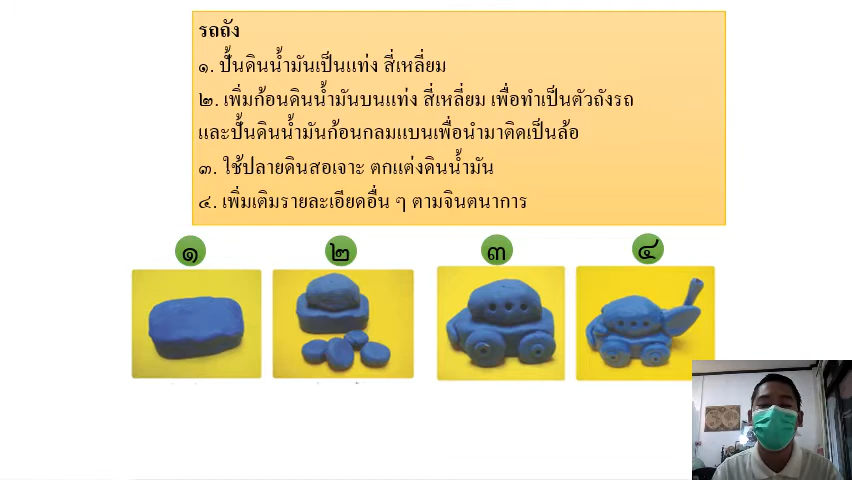 รถถัง
๑. ปั้นดินน้ำมันเป็นแท่ง สี่เหลี่ยม
๒. เพิ่มก้อนดินน้ำมันบนแท่ง สี่เหลี่ยม เพื่อทำเป็นตัวถังรถ
และปั้นดินน้ำมันก้อนกลมแบนเพื่อนำมาติดเป็นล้อ
๓. ใช้ปลายดินสอเจาะ ตกแต่งดินน้ำมัน
๔. เพิ่มเติมรายละเอียดอื่น ๆ ตามจินตนาการ
๑ ๒ ๓ ๔